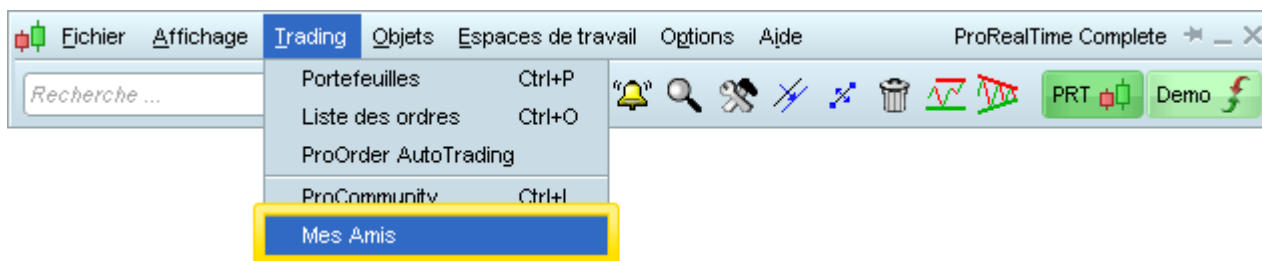 Fichier Affichage Trading Objets Espaces de travail Options Aide ProRealTime Complete
Recherche ...
PRT Demo
Portefeuilles Ctrl+P
Liste des ordres Ctrl+O
ProOrder AutoTrading
ProCommunity Ctrl+I
Mes Amis